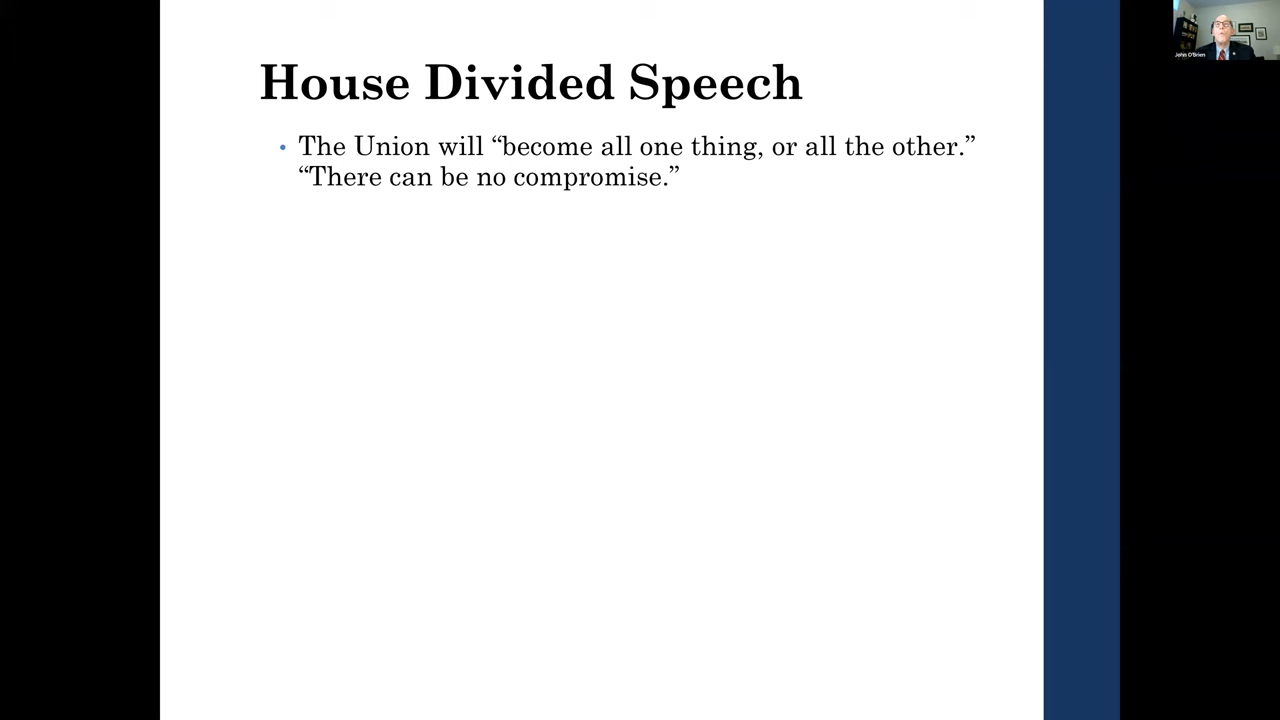 House Divided Speech
• The Union will “become all one thing, or all the other.”
“There can be no compromise.”
John O'Brien